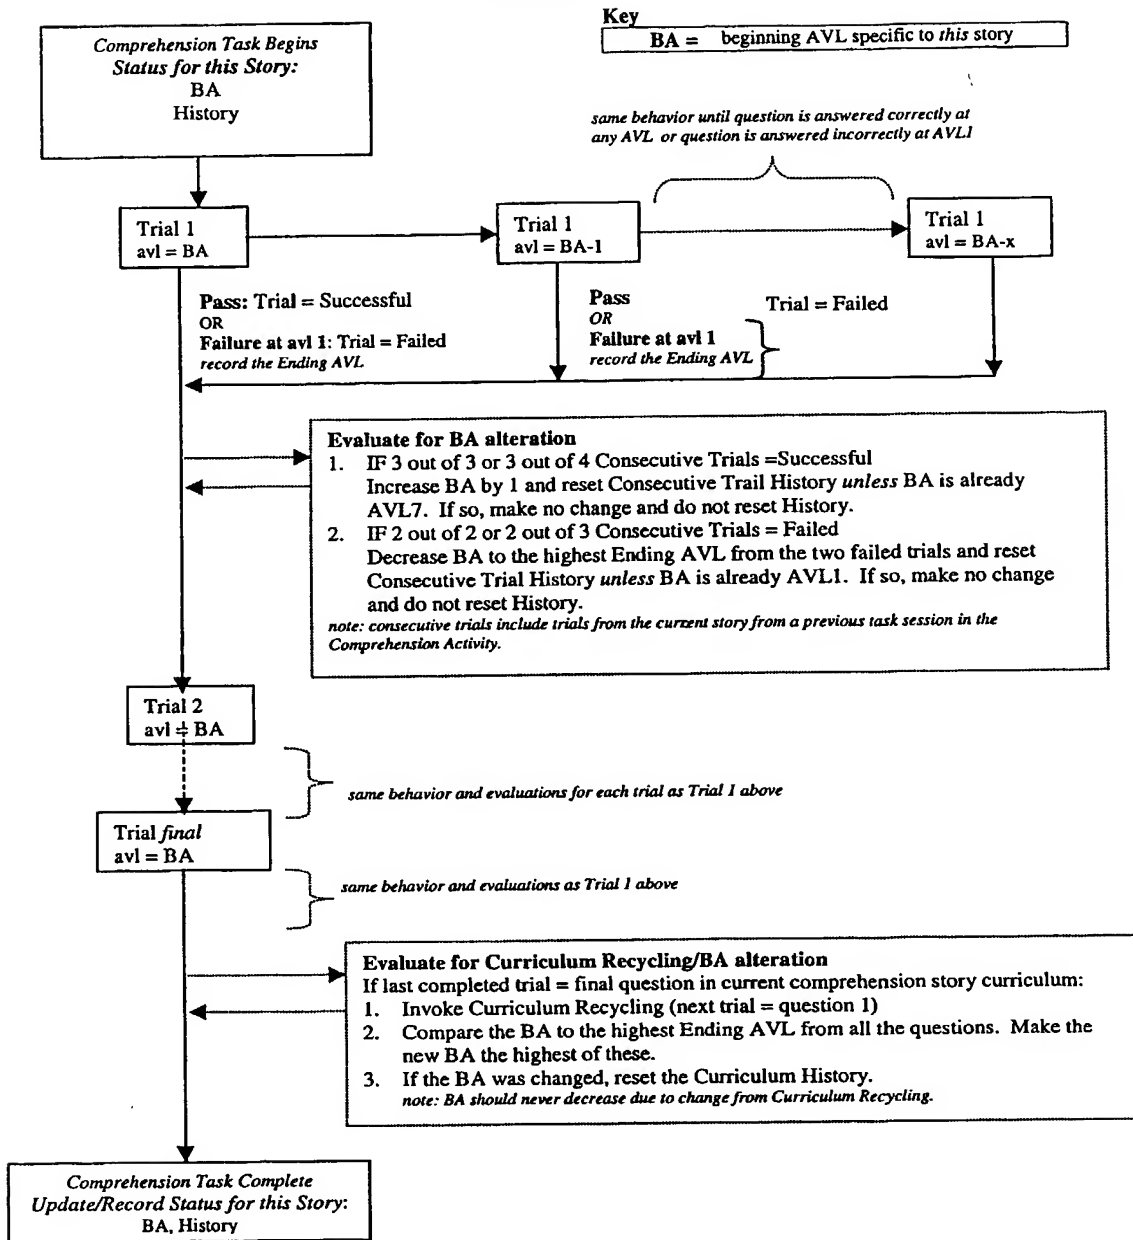 Key
BA = beginning AVL specific to this story
Comprehension Task Begins
Status for this Story:
BA
History
same behavior until question is answered correctly at
any AVL or question is answered incorrectly at AVL1
Trial 1
avl = BA
Trial 1
avl = BA-1
Trial 1
avl = BA-x
Pass: Trial = Successful
OR
Failure at avl 1: Trial = Failed
record the Ending AVL
Pass
OR
Failure at avl 1
record the Ending AVL
Trial = Failed
Evaluate for BA alteration
1. IF 3 out of 3 or 3 out of 4 Consecutive Trials =Successful
Increase BA by 1 and reset Consecutive Trail History unless BA is already
AVL7. If so, make no change and do not reset History.
2. IF 2 out of 2 or 2 out of 3 Consecutive Trials = Failed
Decrease BA to the highest Ending AVL from the two failed trials and reset
Consecutive Trial History unless BA is already AVL1. If so, make no change
and do not reset History.
note: consecutive trials include trials from the current story from a previous task session in the
Comprehension Activity.
Trial 2
avl = BA
same behavior and evaluations for each trial as Trial 1 above
Trial final
avl = BA
same behavior and evaluations as Trial 1 above
Evaluate for Curriculum Recycling/BA alteration
If last completed trial = final question in current comprehension story curriculum:
1. Invoke Curriculum Recycling (next trial = question 1)
2. Compare the BA to the highest Ending AVL from all the questions. Make the
new BA the highest of these.
3. If the BA was changed, reset the Curriculum History.
note: BA should never decrease due to change from Curriculum Recycling.
Comprehension Task Complete
Update/Record Status for this Story:
BA, History